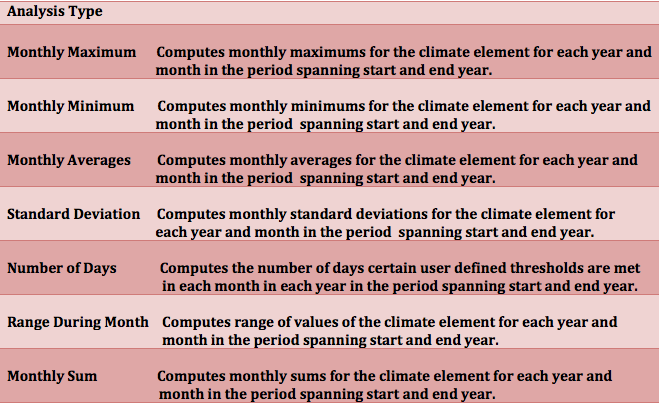 Analysis Type
Monthly Maximum Computes monthly maximums for the climate element for each year and
month in the period spanning start and end year.
Monthly Minimum Computes monthly minimums for the climate element for each year and
month in the period spanning start and end year.
Monthly Averages Computes monthly averages for the climate element for each year and
month in the period spanning start and end year.
Standard Deviation Computes monthly standard deviations for the climate element for
each year and month in the period spanning start and end year.
Number of Days Computes the number of days certain user defined thresholds are met
in each month in each year in the period spanning start and end year.
Range During Month Computes range of values of the climate element for each year and
month in the period spanning start and end year.
Monthly Sum Computes monthly sums for the climate element for each year and
month in the period spanning start and end year.